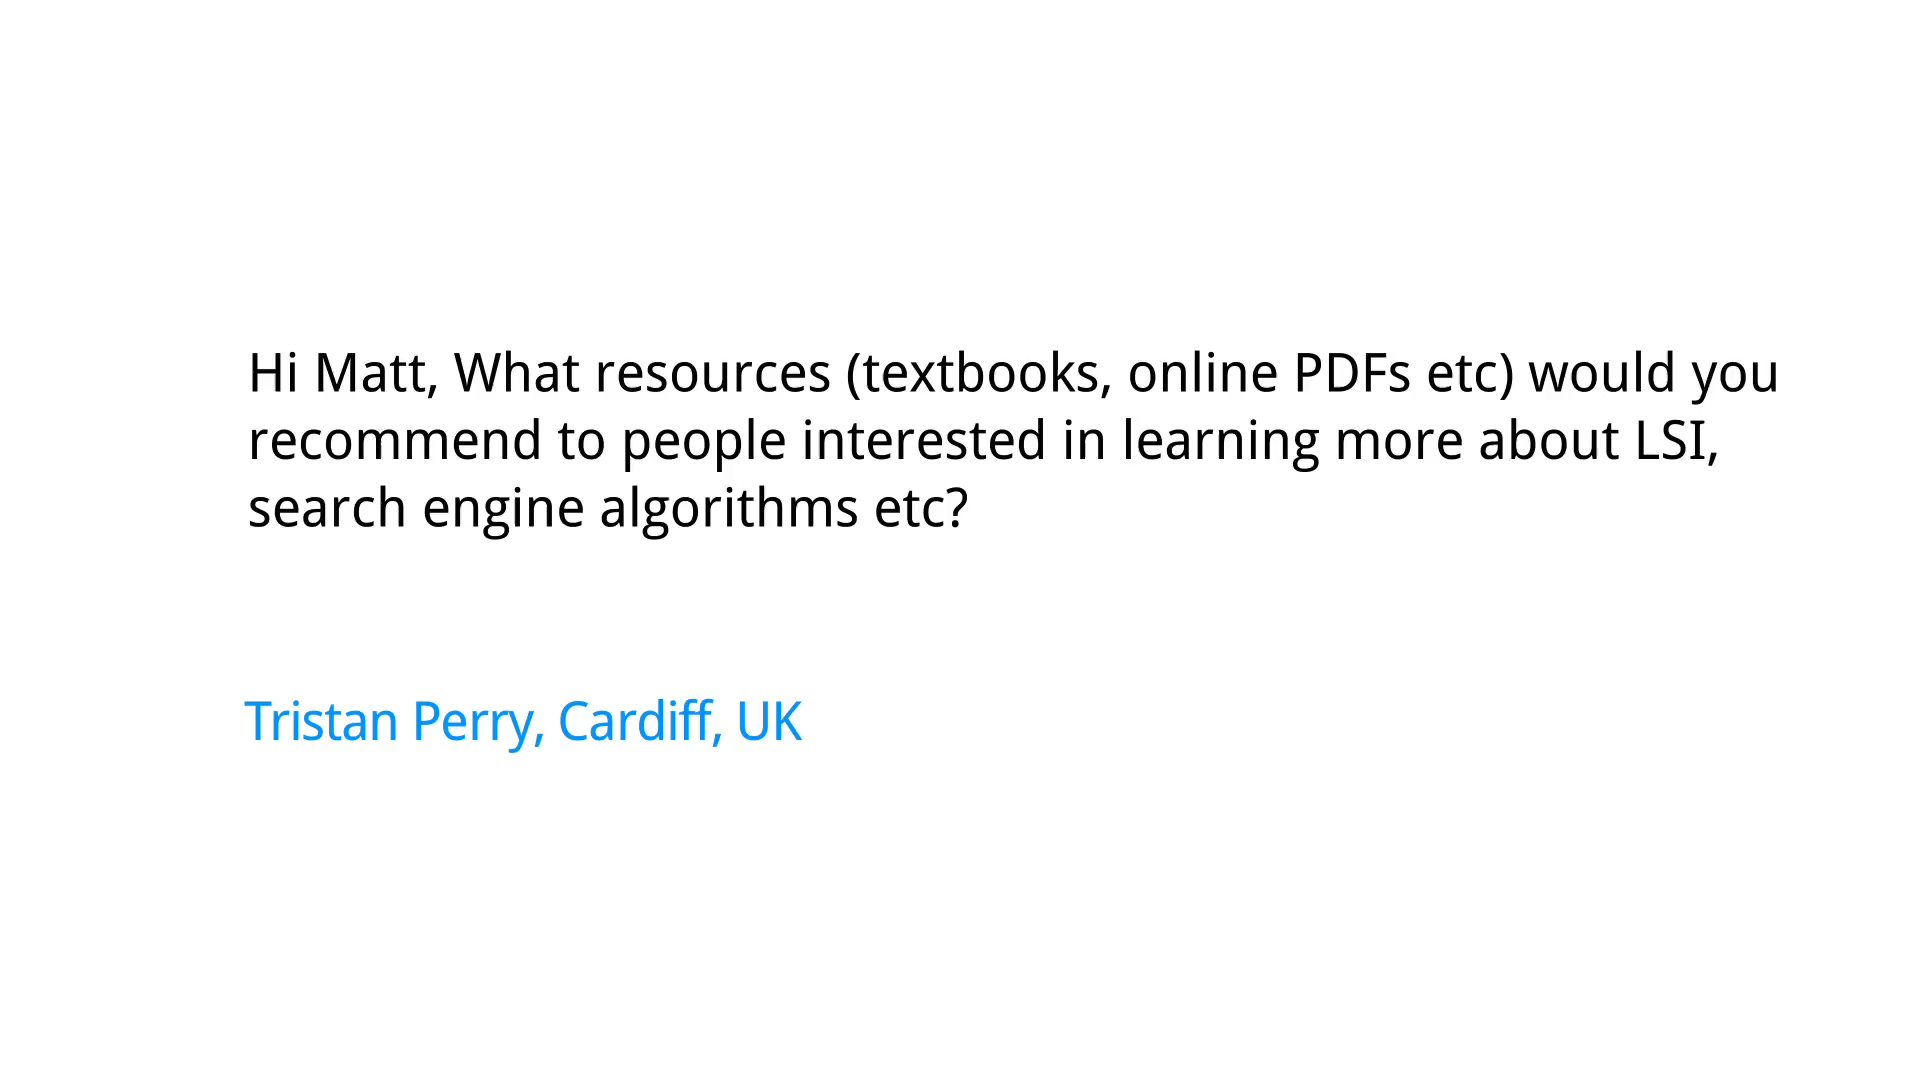 Hi Matt, What resources (textbooks, online PDFs etc) would you
recommend to people interested in learning more about LSI,
search engine algorithms etc?
Tristan Perry, Cardiff, UK